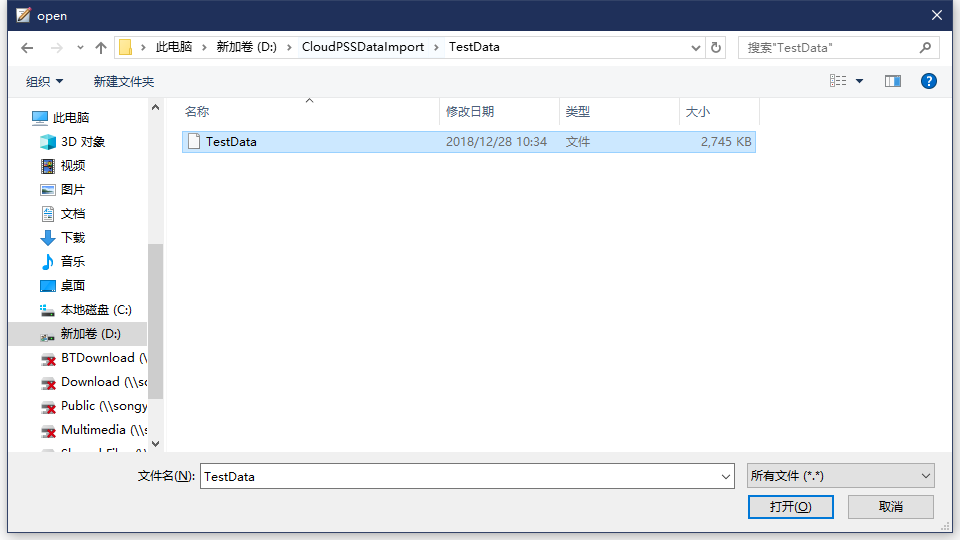 open
此电脑 新加卷 (D:) CloudPSSDataImport TestData
搜索"TestData"
组织 新建文件夹
名称 修改日期 类型 大小
TestData 2018/12/28 10:34 文件 2,745 KB
此电脑
3D 对象
视频
图片
文档
下载
音乐
桌面
本地磁盘 (C:)
新加卷 (D:)
BTDownload (\\
Download (\\so
Public (\\songy
Multimedia (\\s
文件名(N): TestData
所有文件 (*.*)
打开(O) 取消